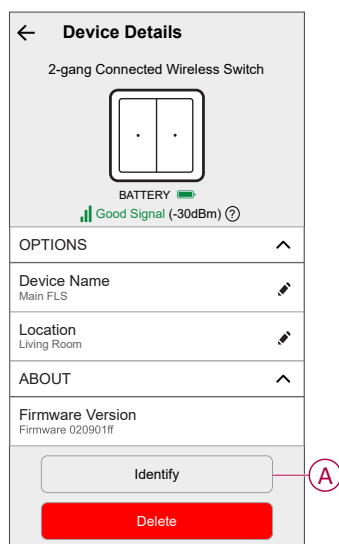 Device Details
2-gang Connected Wireless Switch
BATTERY
Good Signal (-30dBm) ?
OPTIONS
Device Name
Main FLS
Location
Living Room
ABOUT
Firmware Version
Firmware 020901ff
Identify
A
Delete